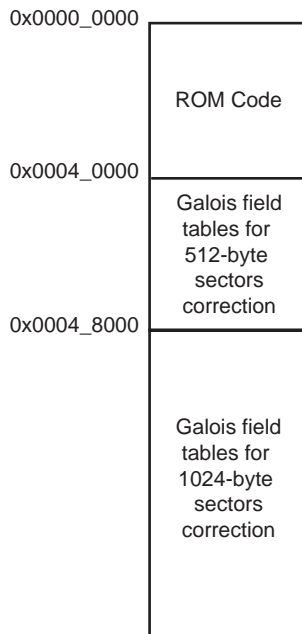 0x0000_0000
ROM Code
0x0004_0000
Galois field
tables for
512-byte
sectors
correction
0x0004_8000
Galois field
tables for
1024-byte
sectors
correction